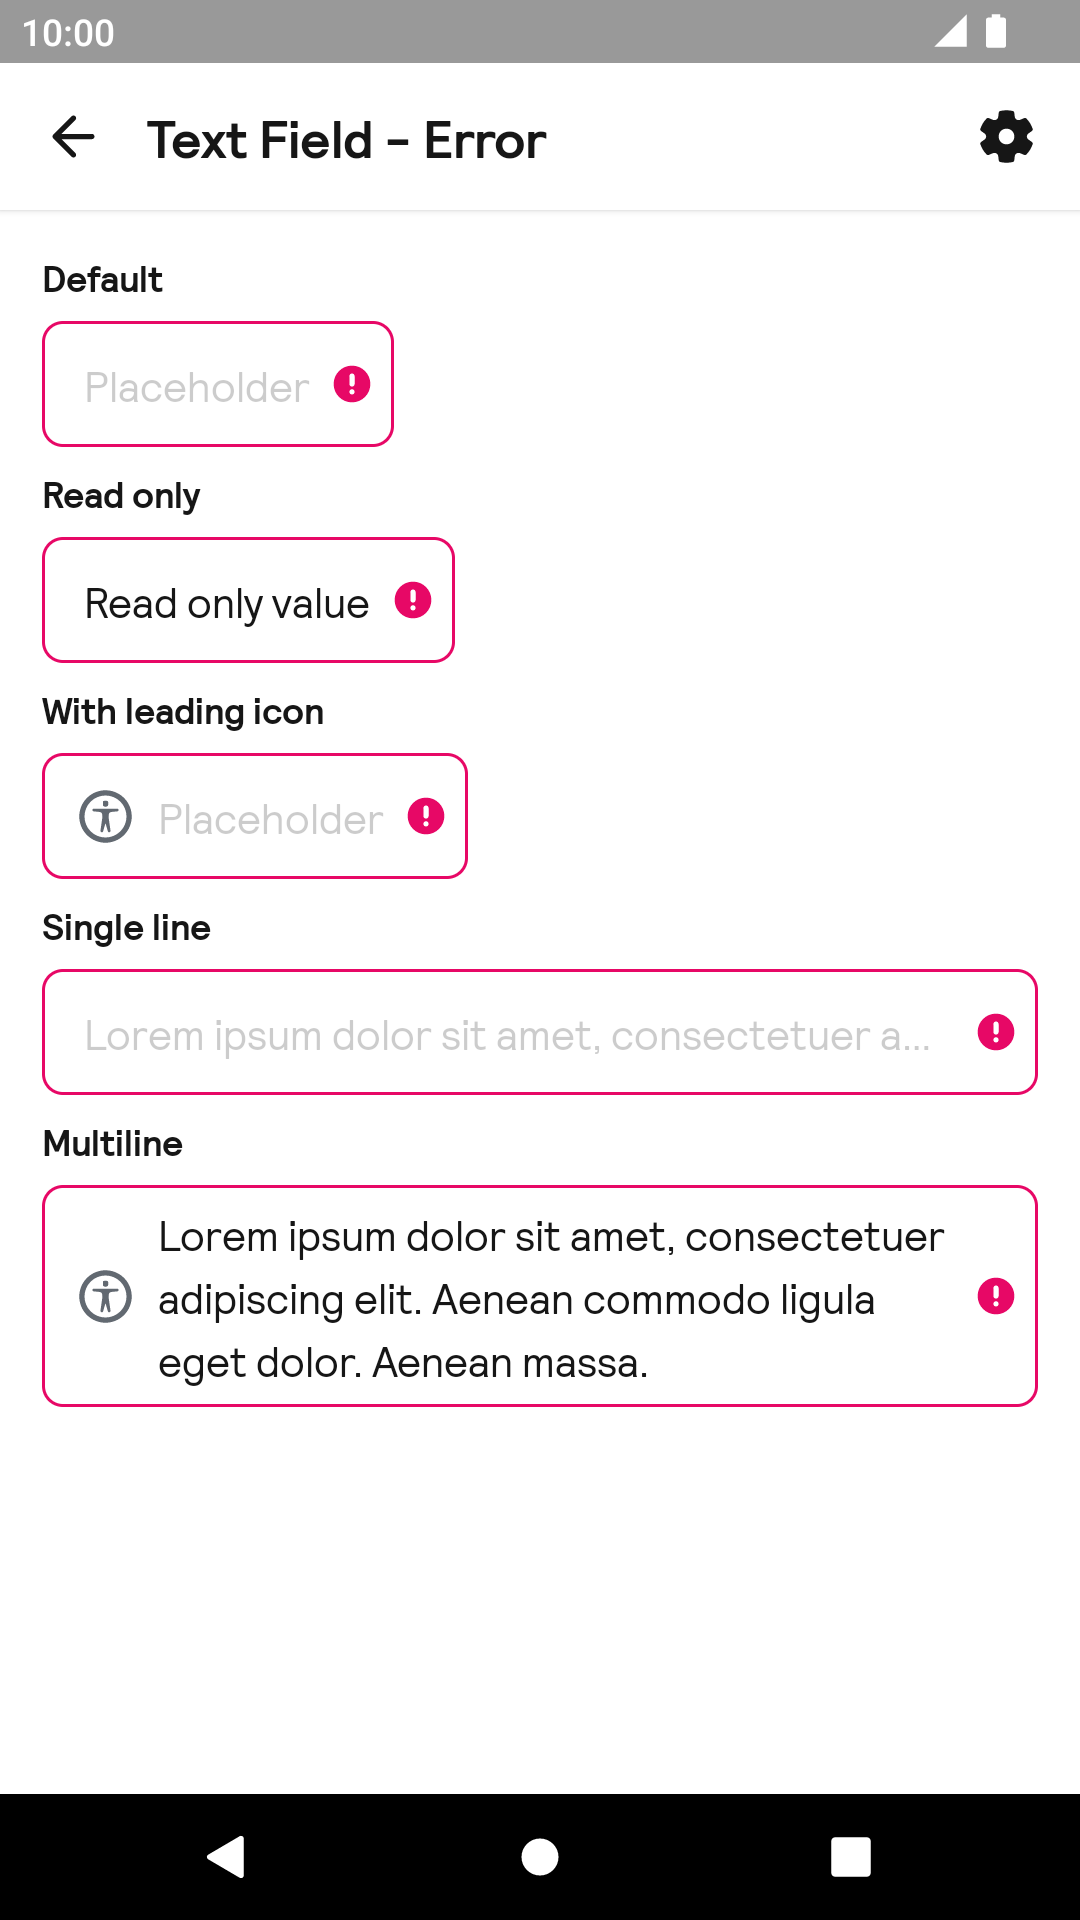 10:00
Text Field - Error
Default
Placeholder
Read only
Read only value
With leading icon
Placeholder
Single line
Lorem ipsum dolor sit amet, consectetuer a...
Multiline
Lorem ipsum dolor sit amet, consectetuer
adipiscing elit. Aenean commodo ligula
eget dolor. Aenean massa.